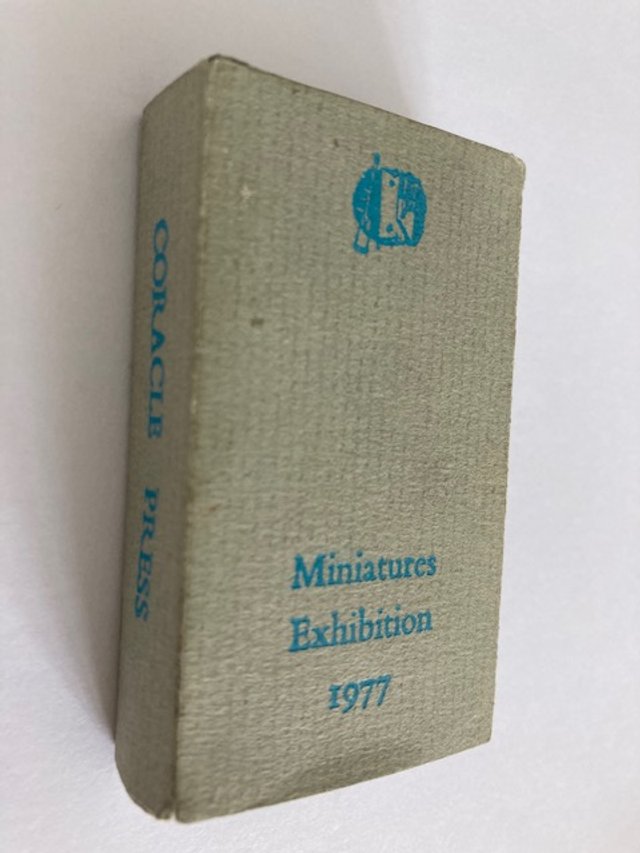 CORACLE PRESS
Miniatures
Exhibition
1977